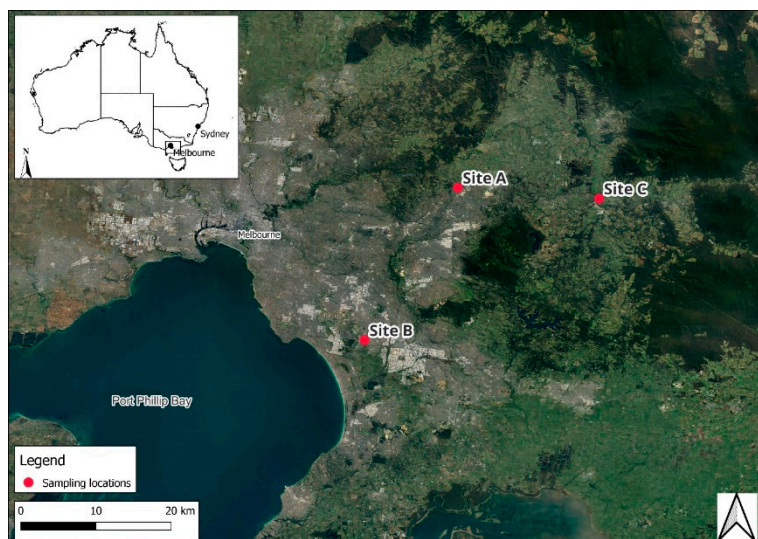 N
Sydney
Melbourne
Site A
Site C
Melbourne
Site B
Port Phillip Bay
Legend
Sampling locations
0 10 20 km